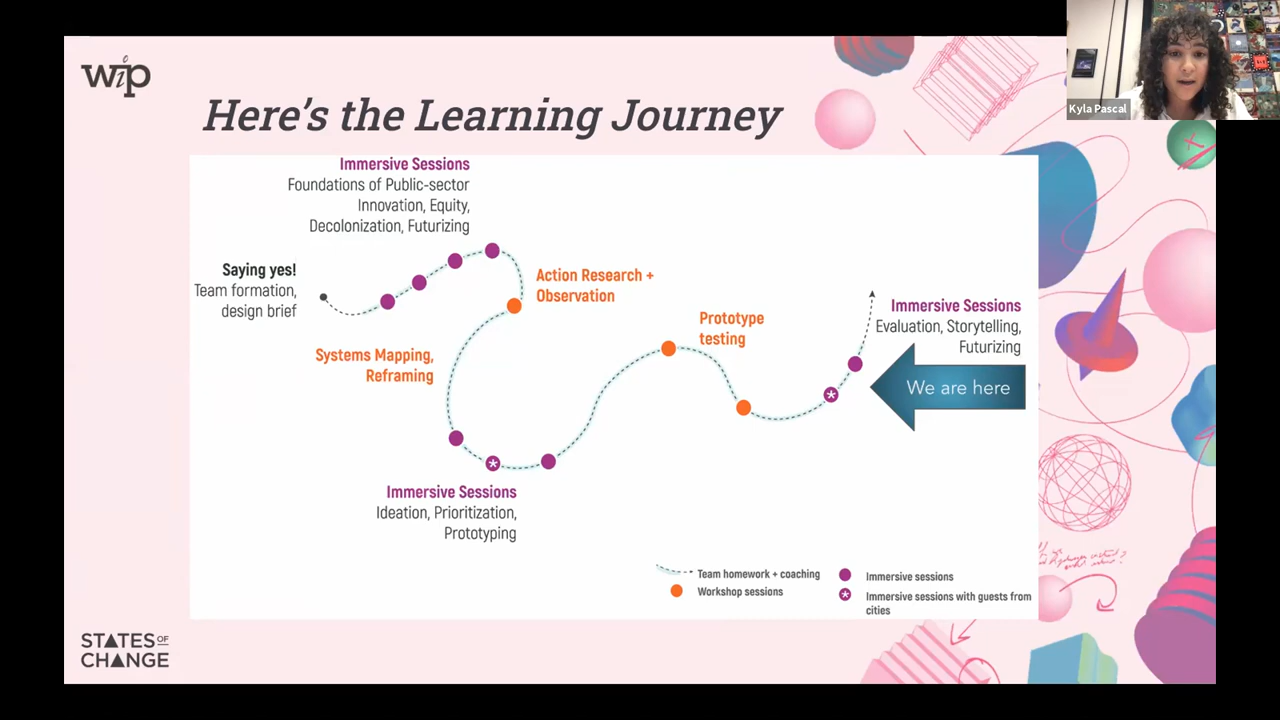 wip
Kyla Pascal
Here's the Learning Journey
Immersive Sessions
Foundations of Public-sector
Innovation, Equity,
Decolonization, Futurizing
Saying yes!
Team formation,
design brief
Action Research +
Observation
Systems Mapping,
Reframing
Prototype
testing
Immersive Sessions
Evaluation, Storytelling,
Futurizing
We are here
Immersive Sessions
Ideation, Prioritization,
Prototyping
Team homework + coaching
Workshop sessions
Immersive sessions
Immersive sessions with guests from
cities
STATES OF
CHANGE